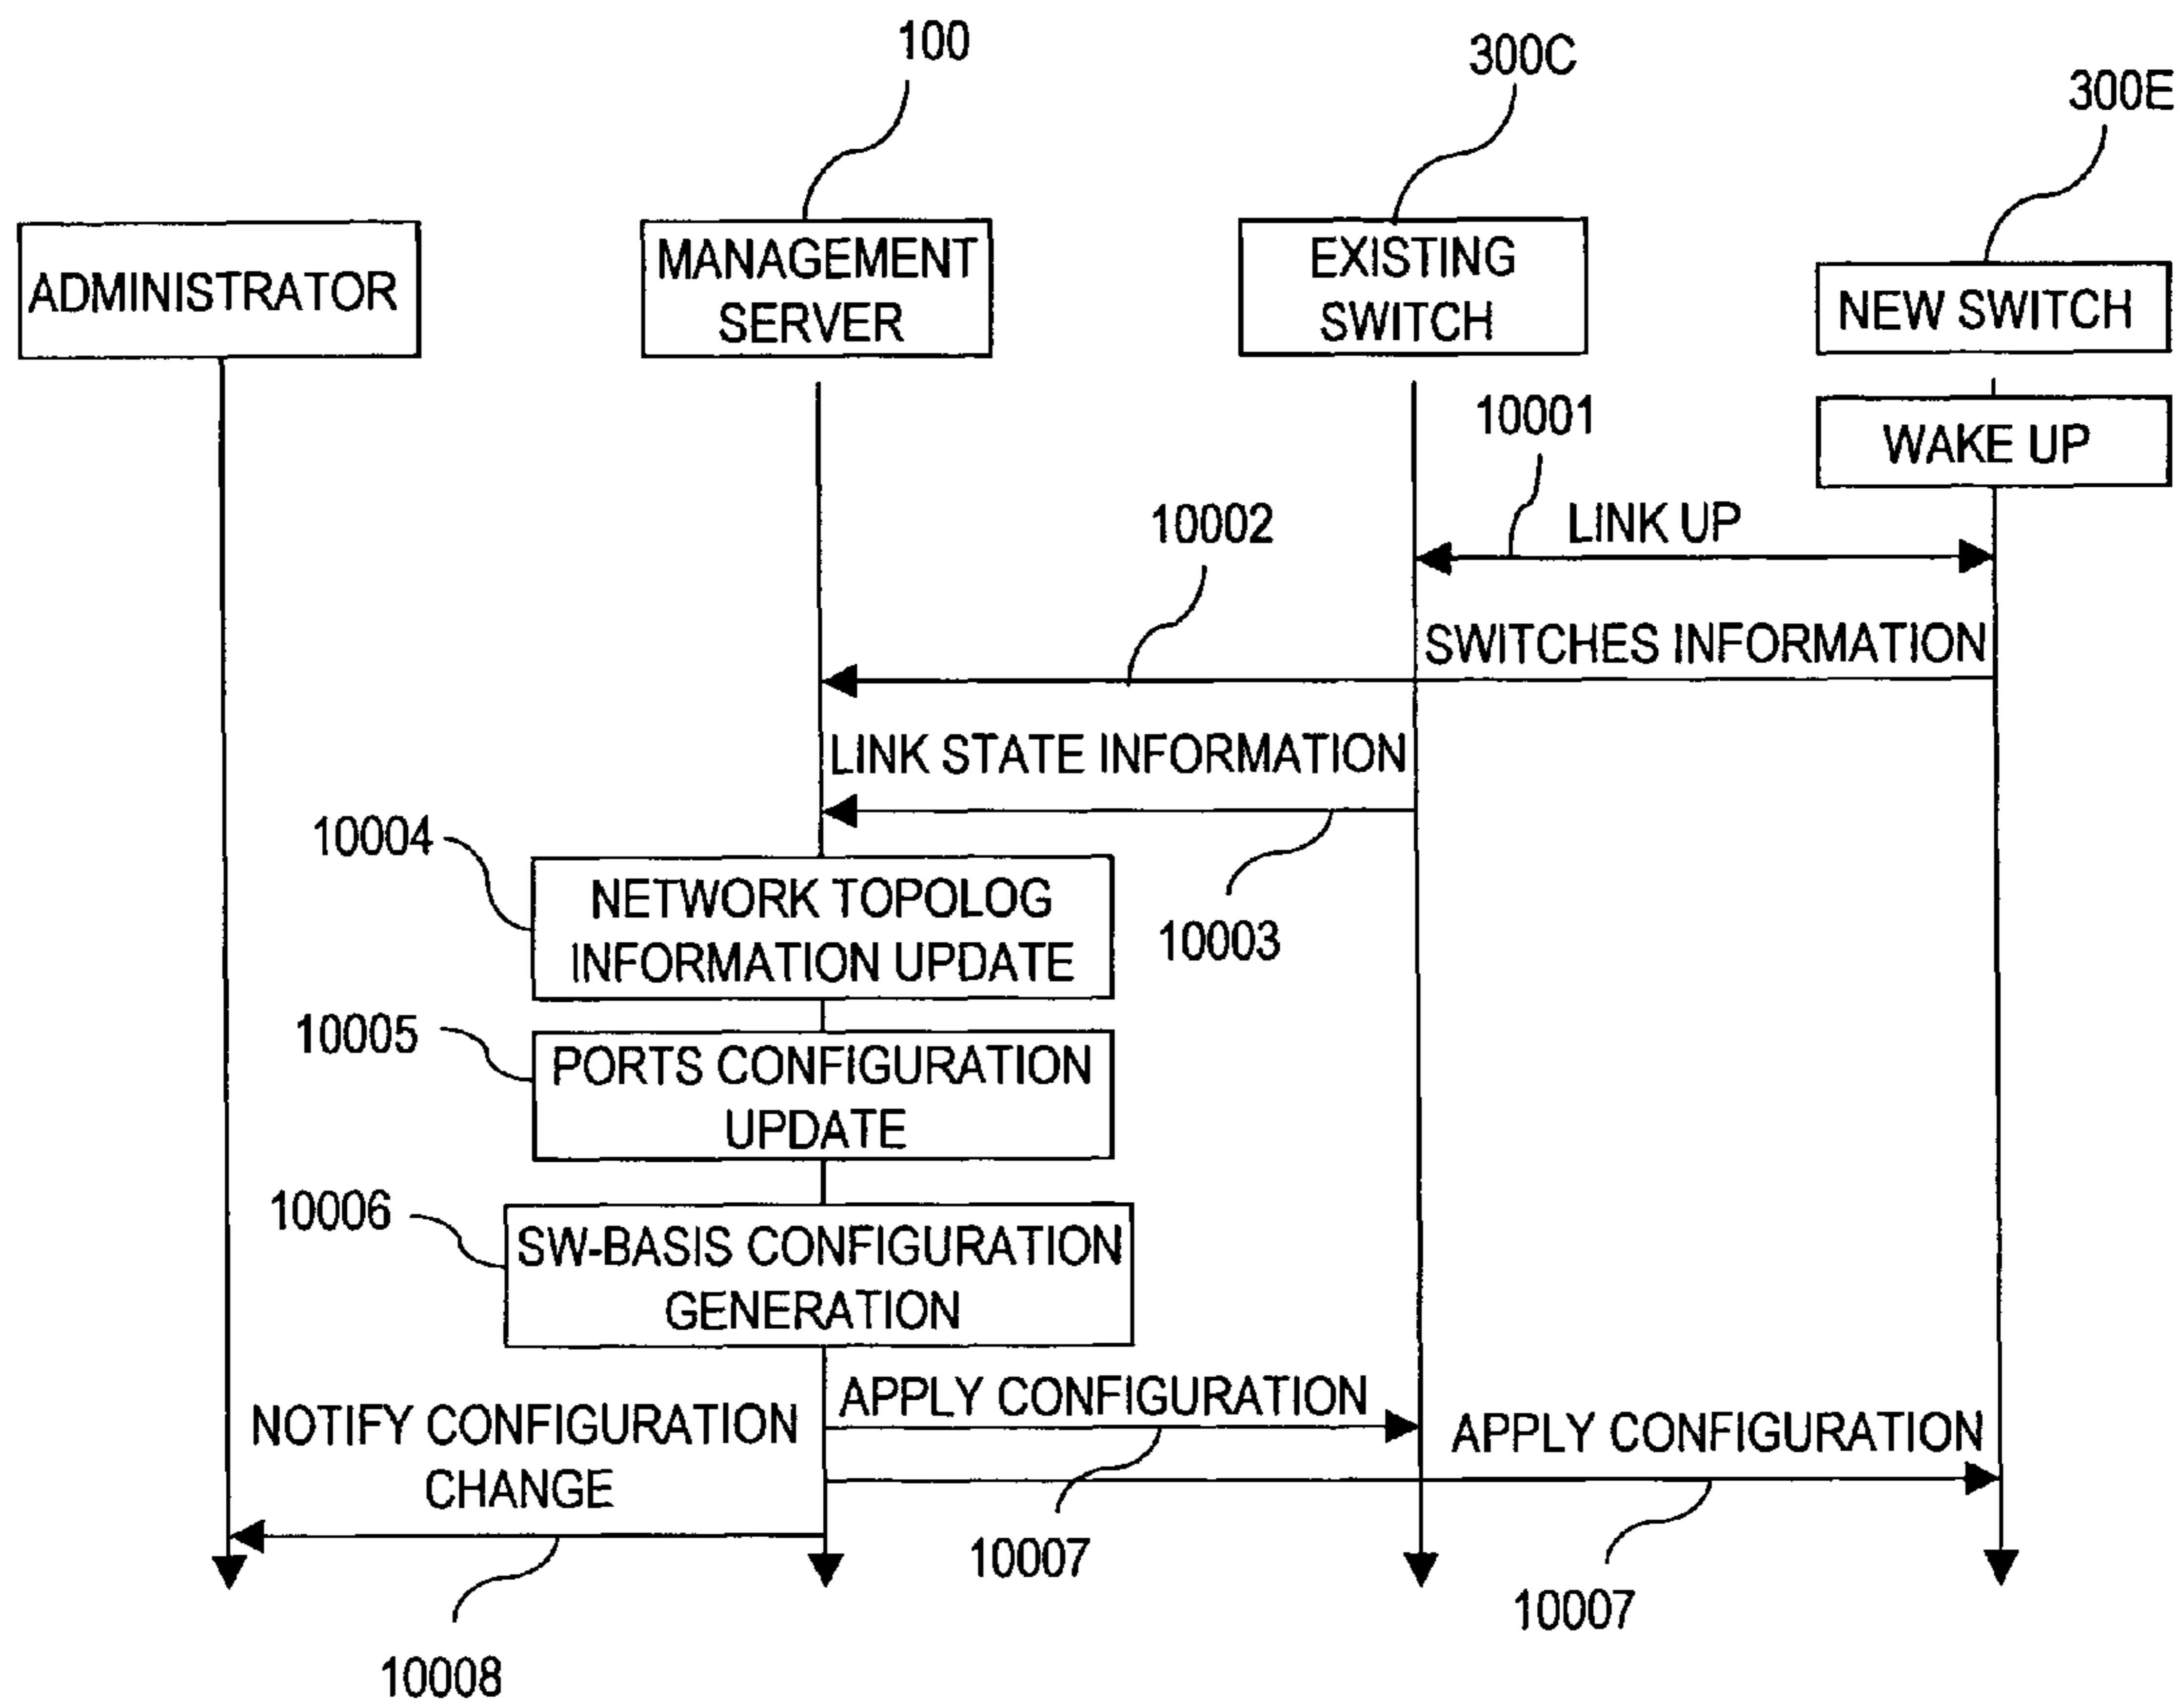 100
300C
300E
ADMINISTRATOR
MANAGEMENT
SERVER
EXISTING
SWITCH
NEW SWITCH
10001
WAKE UP
10002
LINK UP
SWITCHES INFORMATION
LINK STATE INFORMATION
10004
NETWORK TOPOLOG
INFORMATION UPDATE
10003
10005
PORTS CONFIGURATION
UPDATE
10006
SW-BASIS CONFIGURATION
GENERATION
APPLY CONFIGURATION
NOTIFY CONFIGURATION
CHANGE
APPLY CONFIGURATION
10007
10007
10008